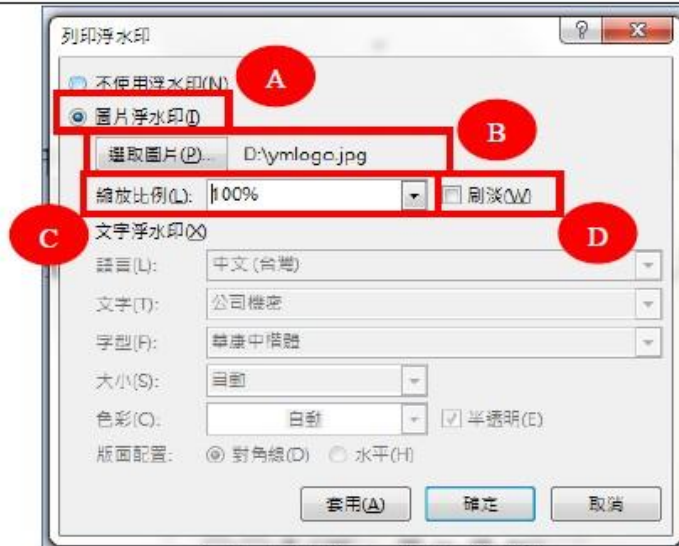 列印浮水印
不使用浮水印(N)
A
圖片浮水印(I)
B
選取圖片(P)... D:\ymlogo.jpg
縮放比例(L): 100% 刷淡(W)
C
D
文字浮水印(X)
語言(L): 中文 (台灣)
文字(T): 公司機密
字型(F): 華康中楷體
大小(S): 自動
色彩(C): 自動 半透明(E)
版面配置: 對角線(D) 水平(H)
套用(A) 確定 取消